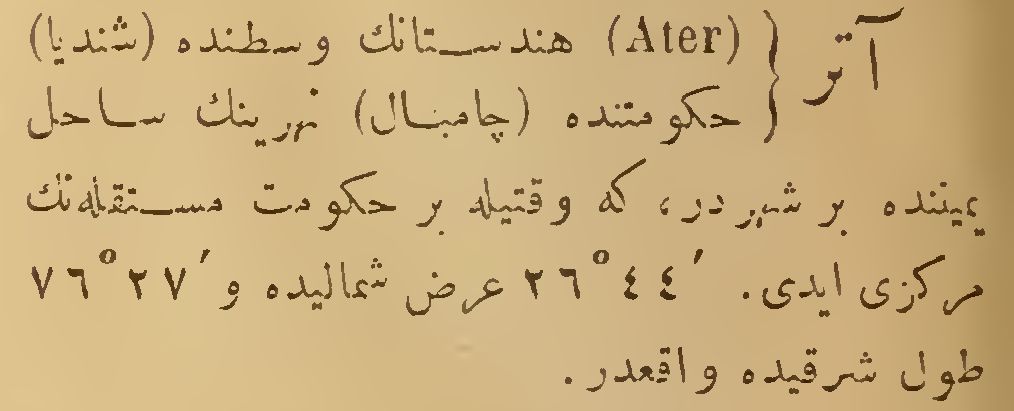 آتر { (Ater) هندستانك وسطنده (شنديا)
حكومتنده (چامبال) نهرينك ساحل
يميننده بر شهردر، كه وقتيله بر حكومت مستقله‌نك
مركزى ايدى. ٤٤′ ٢٦° عرض شماليده و ٢٧′ ٧٦°
طول شرقيده واقعدر.